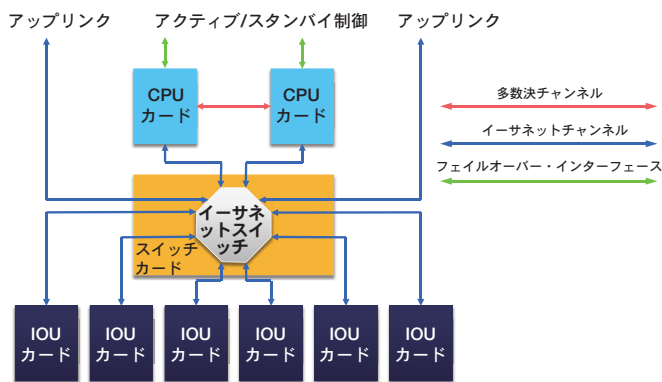 アップリンク
アクティブ/スタンバイ制御
アップリンク
CPU
カード
CPU
カード
多数決チャンネル
イーサネットチャンネル
フェイルオーバー・インターフェース
イーサネ
ットスイ
ッチ
スイッチ
カード
IOU
カード
IOU
カード
IOU
カード
IOU
カード
IOU
カード
IOU
カード